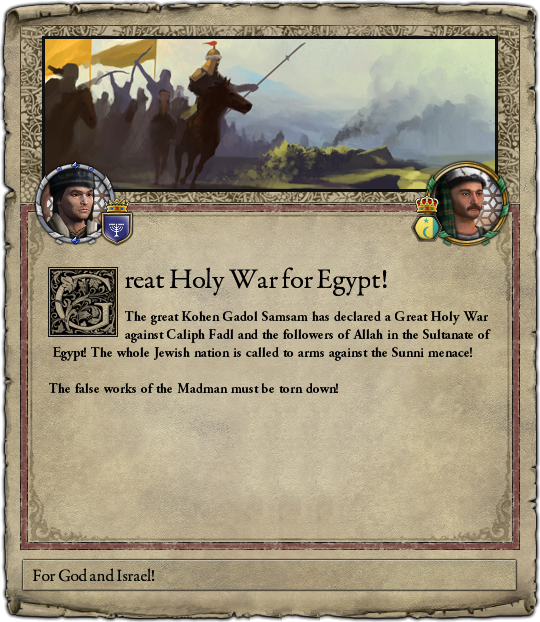 Great Holy War for Egypt!
The great Kohen Gadol Samsam has declared a Great Holy War
against Caliph Fadl and the followers of Allah in the Sultanate of
Egypt! The whole Jewish nation is called to arms against the Sunni menace!
The false works of the Madman must be torn down!
For God and Israel!